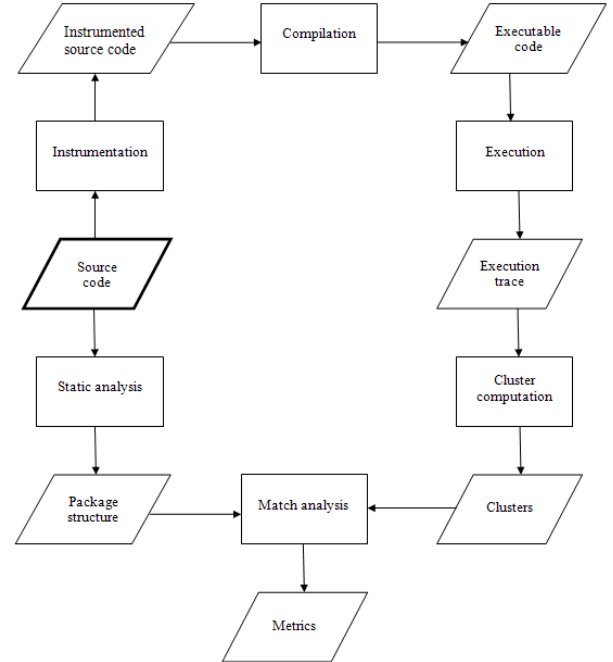 Instrumented
source code
Compilation
Executable
code
Instrumentation
Execution
Source
code
Execution
trace
Static analysis
Cluster
computation
Package
structure
Match analysis
Clusters
Metrics